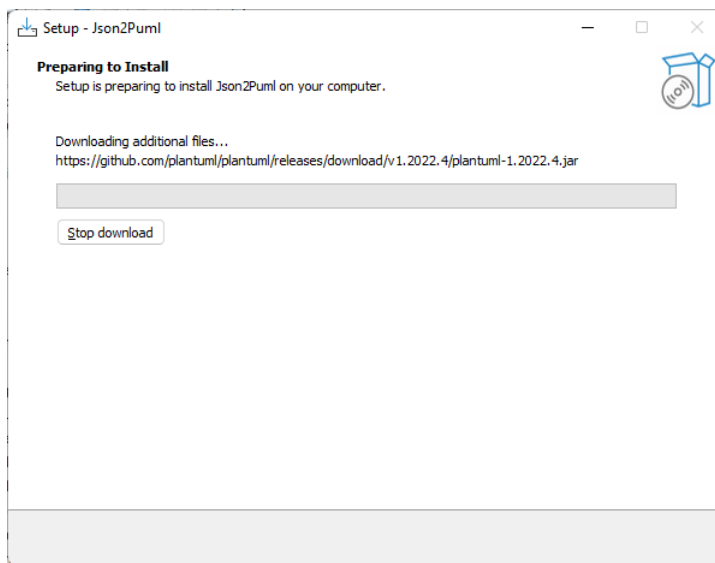 Setup - Json2Puml
Preparing to Install
Setup is preparing to install Json2Puml on your computer.
Downloading additional files...
https://github.com/plantuml/plantuml/releases/download/v1.2022.4/plantuml-1.2022.4.jar
Stop download